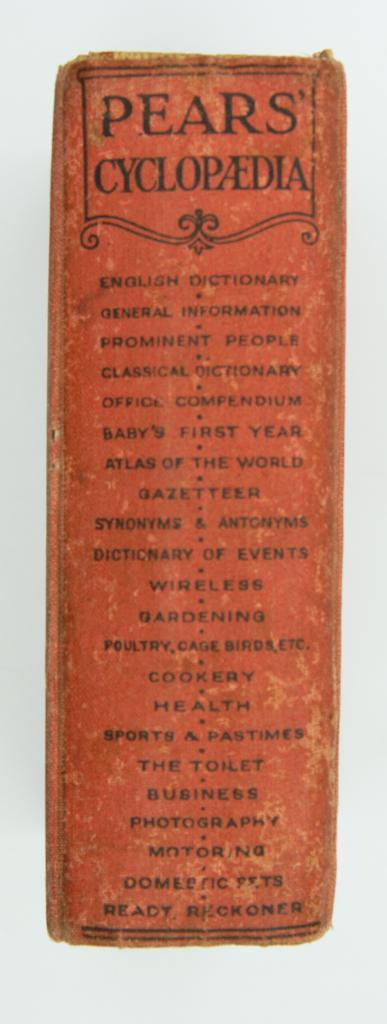 PEARS'
CYCLOPÆDIA
ENGLISH DICTIONARY
GENERAL INFORMATION
PROMINENT PEOPLE
CLASSICAL DICTIONARY
OFFICE COMPENDIUM
BABY'S FIRST YEAR
ATLAS OF THE WORLD
GAZETTEER
SYNONYMS & ANTONYMS
DICTIONARY OF EVENTS
WIRELESS
GARDENING
POULTRY, CAGE BIRDS, ETC.
COOKERY
HEALTH
SPORTS & PASTIMES
THE TOILET
BUSINESS
PHOTOGRAPHY
MOTORING
DOMESTIC PETS
READY RECKONER